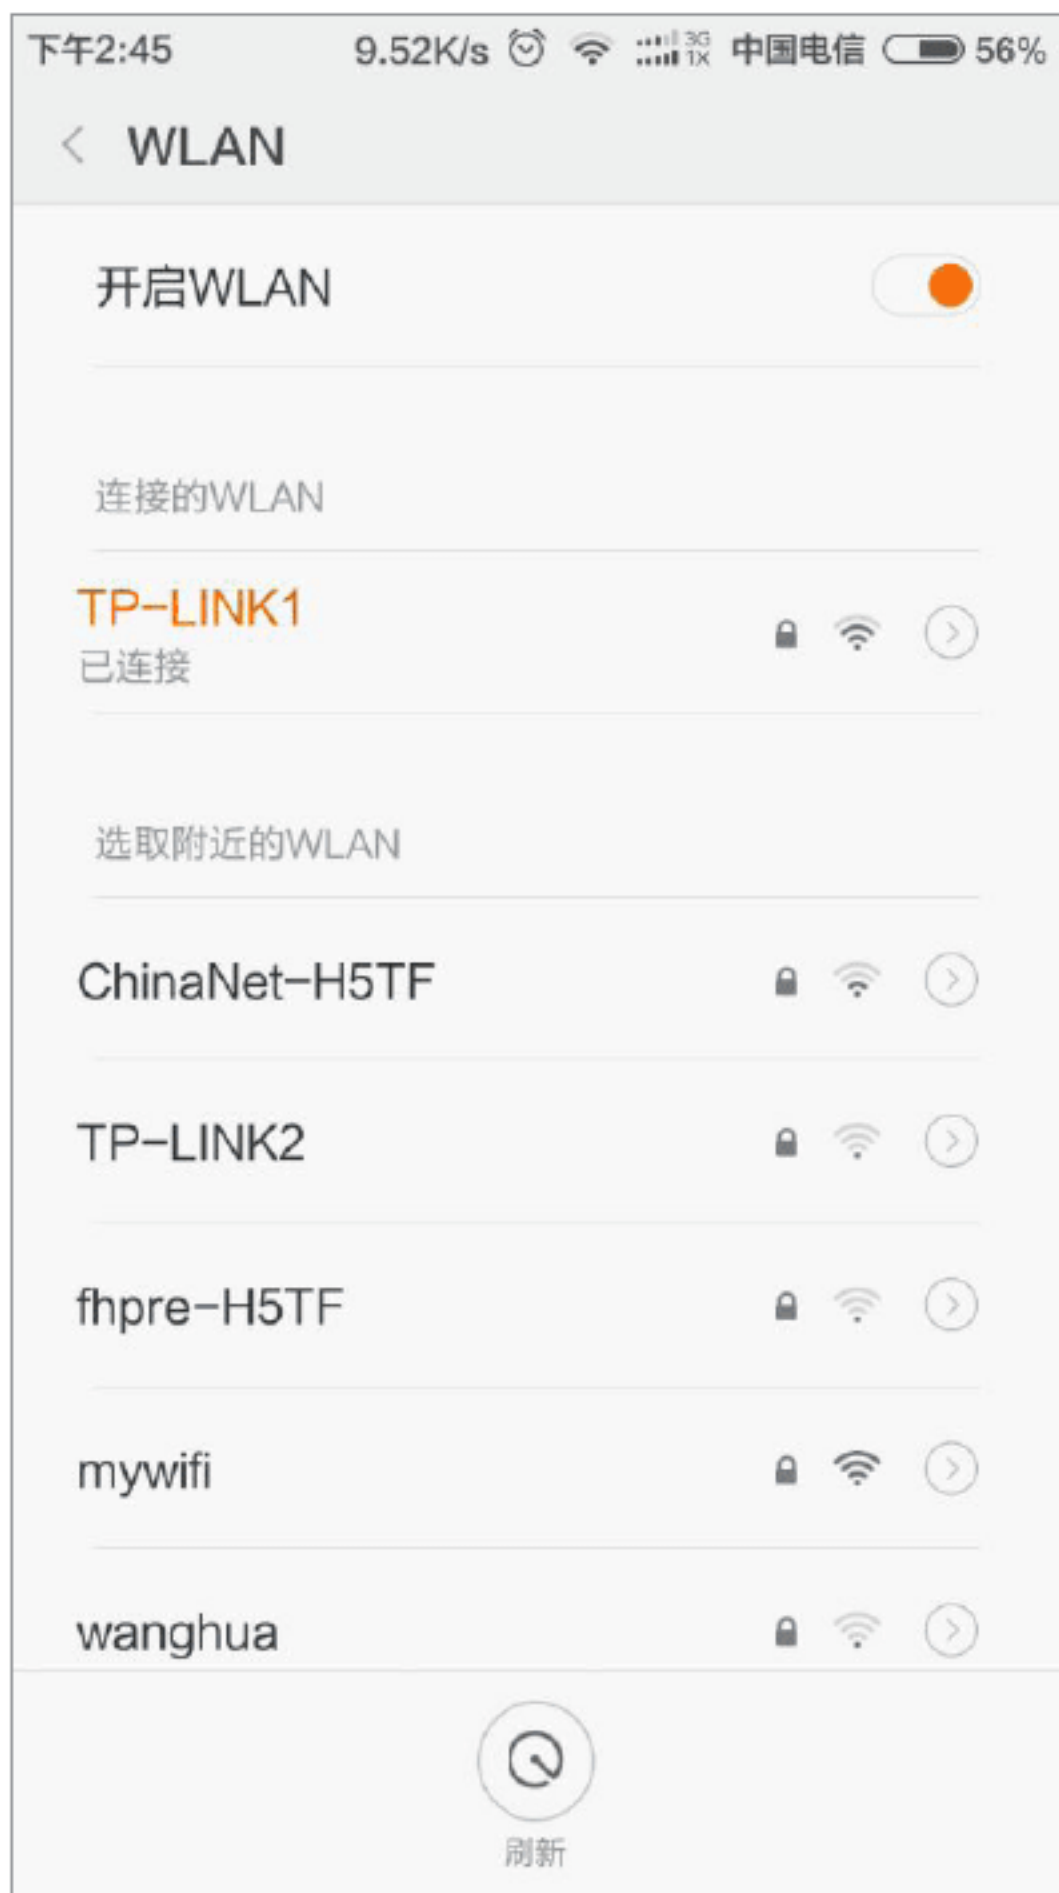 下午2:45 9.52K/s 3G 1X 中国电信 56%
WLAN
开启WLAN
连接的WLAN
TP-LINK1
已连接
选取附近的WLAN
ChinaNet-H5TF
TP-LINK2
fhpre-H5TF
mywifi
wanghua
刷新